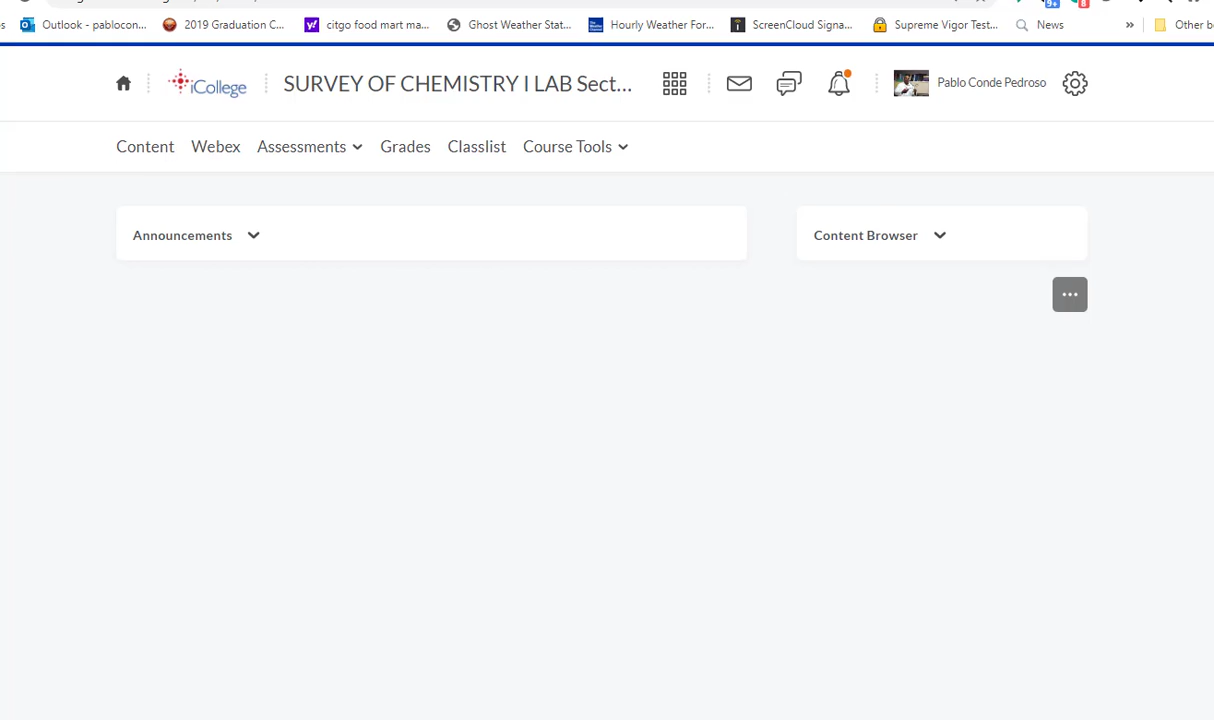 Outlook - pablocon... 2019 Graduation C... citgo food mart ma... Ghost Weather Stat... Hourly Weather For... ScreenCloud Signa... Supreme Vigor Test... News » Other b
9+ 8
iCollege SURVEY OF CHEMISTRY I LAB Sect... Pablo Conde Pedroso
Content Webex Assessments Grades Classlist Course Tools
Announcements Content Browser